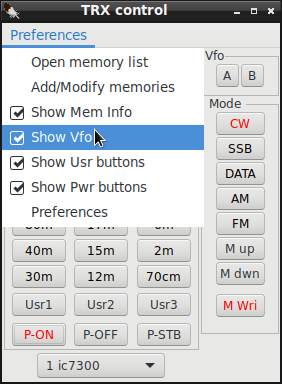 TRX control
Preferences
Open memory list
Add/Modify memories
Show Mem Info
Show Vfo
Show Usr buttons
Show Pwr buttons
Preferences
Vfo
A B
Mode
CW
SSB
DATA
AM
FM
M up
M dwn
M Wri
40m 15m 2m
30m 12m 70cm
Usr1 Usr2 Usr3
P-ON P-OFF P-STB
1 ic7300